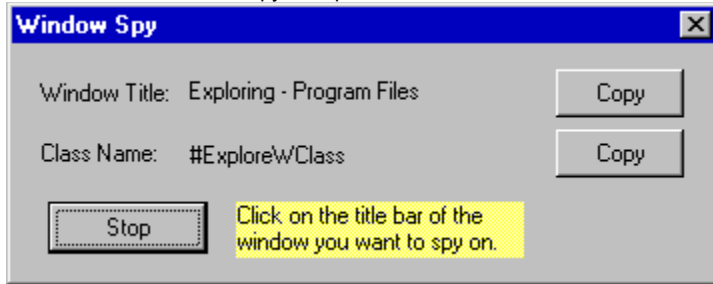 Window Spy
Window Title: Exploring - Program Files Copy
Class Name: #ExploreWClass Copy
Stop
Click on the title bar of the
window you want to spy on.